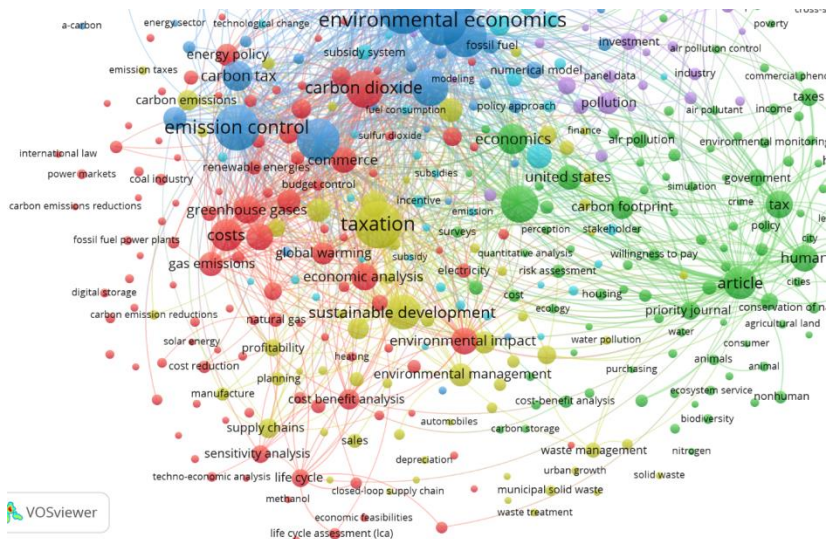 environmental economics
cross-s
poverty
a-carbon
energy sector
technological change
energy policy
subsidy system
fossil fuel
investment
air pollution control
emission taxes
carbon tax
modeling
numerical model
panel data
industry
commercial pheno
carbon emissions
carbon dioxide
fuel consumption
policy approach
pollution
air pollutant
income
taxes
emission control
sulfur dioxide
economics
finance
air pollution
environmental monitoring
international law
renewable energies
commerce
subsidies
united states
simulation
government
power markets
coal industry
budget control
incentive
emission
carbon footprint
crime
tax
le
carbon emissions reductions
greenhouse gases
taxation
surveys
perception
stakeholder
policy
city
fossil fuel power plants
costs
global warming
subsidy
quantitative analysis
willingness to pay
human
gas emissions
economic analysis
electricity
risk assessment
article
cities
digital storage
cost
housing
carbon emission reductions
natural gas
sustainable development
ecology
priority journal
conservation of na
solar energy
profitability
environmental impact
water pollution
water
agricultural land
consumer
cost reduction
heating
planning
environmental management
purchasing
animals
animal
manufacture
cost benefit analysis
cost-benefit analysis
ecosystem service
nonhuman
supply chains
automobiles
carbon storage
biodiversity
sales
sensitivity analysis
waste management
nitrogen
depreciation
techno-economic analysis
life cycle
closed-loop supply chain
urban growth
solid waste
methanol
municipal solid waste
VOSviewer
economic feasibilities
waste treatment
life cycle assessment (lca)